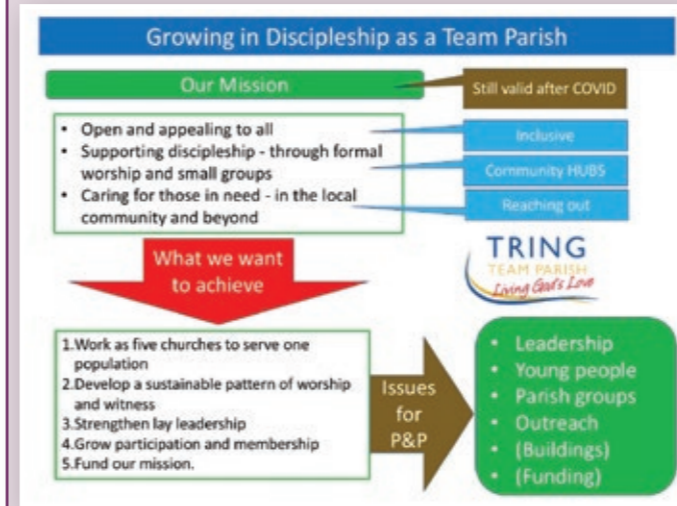 Growing in Discipleship as a Team Parish
Our Mission
Still valid after COVID
• Open and appealing to all
• Supporting discipleship - through formal
worship and small groups
• Caring for those in need - in the local
community and beyond
Inclusive
Community HUBS
Reaching out
What we want
to achieve
TRING
TEAM PARISH
Living God's Love
1.Work as five churches to serve one
population
2.Develop a sustainable pattern of worship
and witness
3.Strengthen lay leadership
4.Grow participation and membership
5.Fund our mission.
Issues
for
P&P
• Leadership
• Young people
• Parish groups
• Outreach
• (Buildings)
• (Funding)